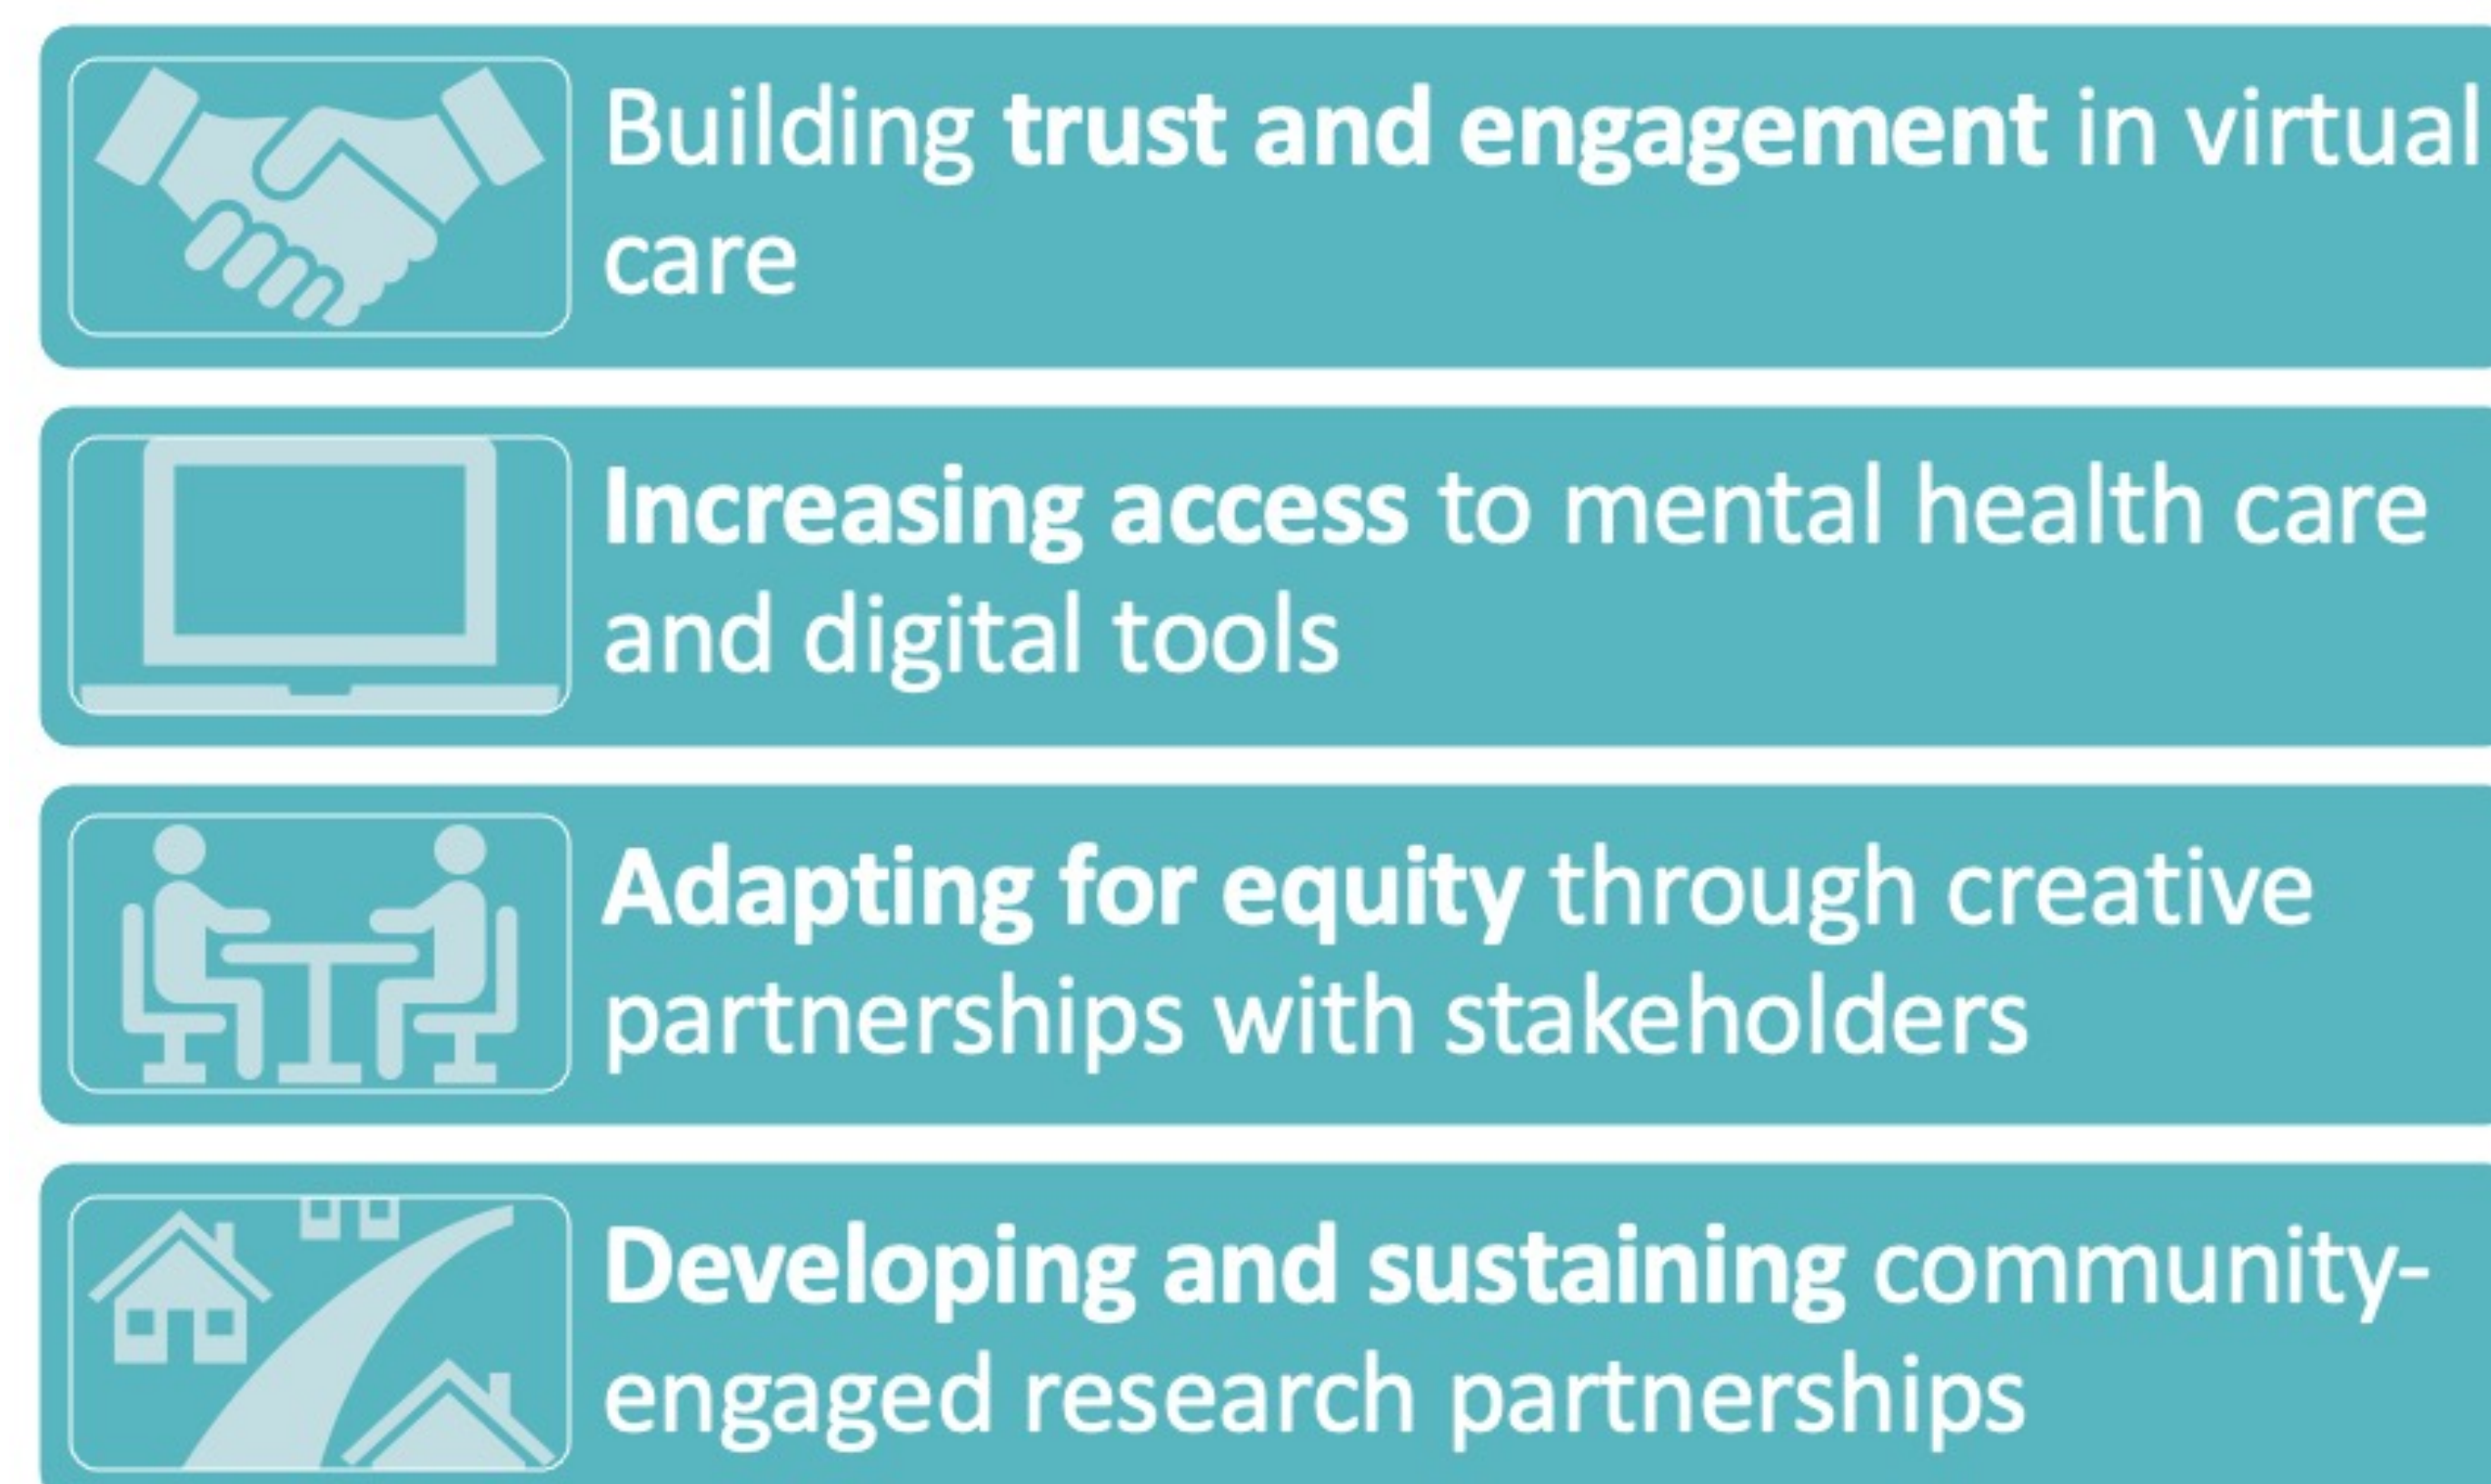 Building trust and engagement in virtual
care
Increasing access to mental health care
and digital tools
Adapting for equity through creative
partnerships with stakeholders
Developing and sustaining community-
engaged research partnerships